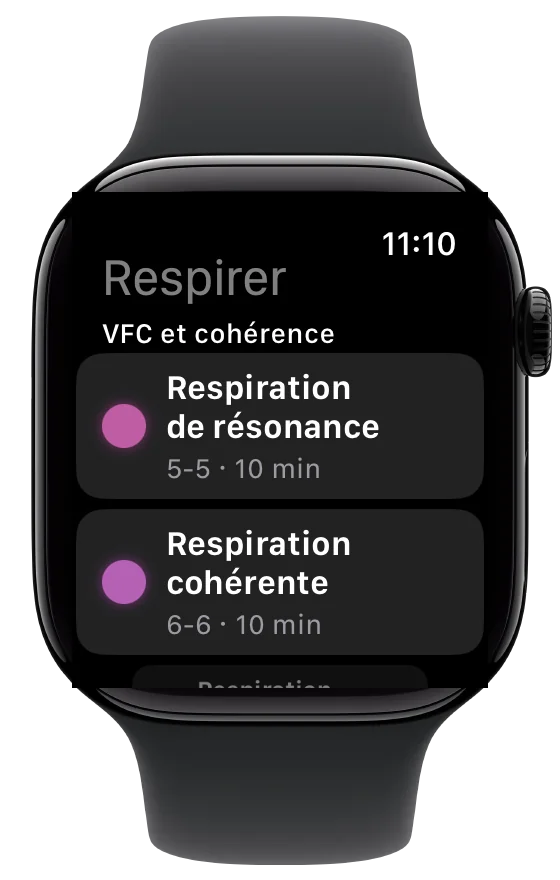 11:10
Respirer
VFC et cohérence
Respiration
de résonance
5-5 · 10 min
Respiration
cohérente
6-6 · 10 min
Respiration